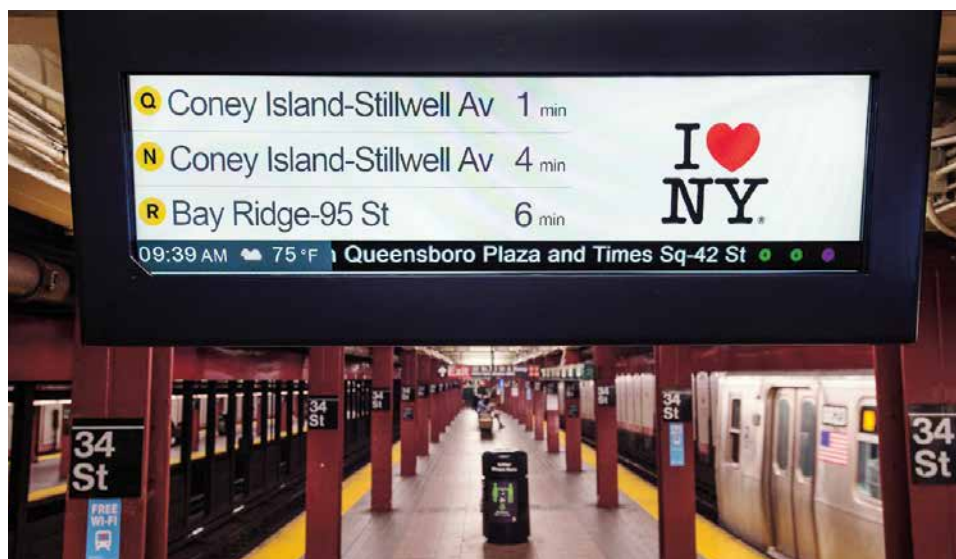 Q Coney Island-Stillwell Av 1 min
N Coney Island-Stillwell Av 4 min
R Bay Ridge-95 St 6 min
I ❤ NY®
09:39 AM 75 °F Queensboro Plaza and Times Sq-42 St
Exit
34
St
34
St
34
St
34
St
34
St
FREE
WI-FI